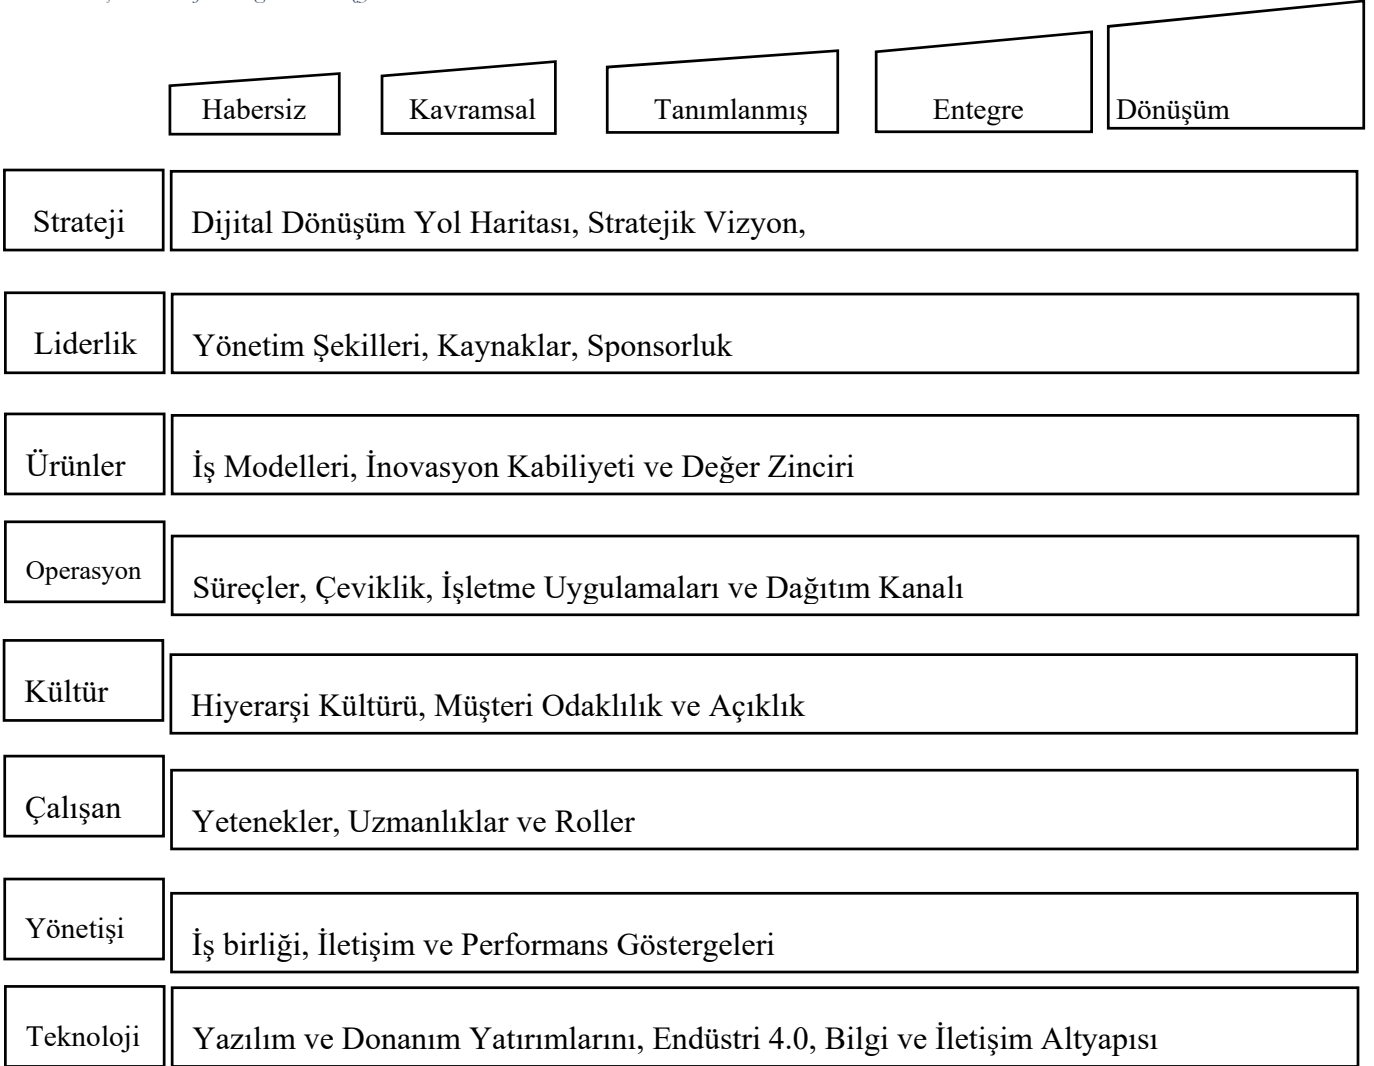 Habersiz Kavramsal Tanımlanmış Entegre Dönüşüm
Strateji Dijital Dönüşüm Yol Haritası, Stratejik Vizyon,
Liderlik Yönetim Şekilleri, Kaynaklar, Sponsorluk
Ürünler İş Modelleri, İnovasyon Kabiliyeti ve Değer Zinciri
Operasyon Süreçler, Çeviklik, İşletme Uygulamaları ve Dağıtım Kanalı
Kültür Hiyerarşi Kültürü, Müşteri Odaklılık ve Açıklık
Çalışan Yetenekler, Uzmanlıklar ve Roller
Yönetişi İş birliği, İletişim ve Performans Göstergeleri
Teknoloji Yazılım ve Donanım Yatırımlarını, Endüstri 4.0, Bilgi ve İletişim Altyapısı